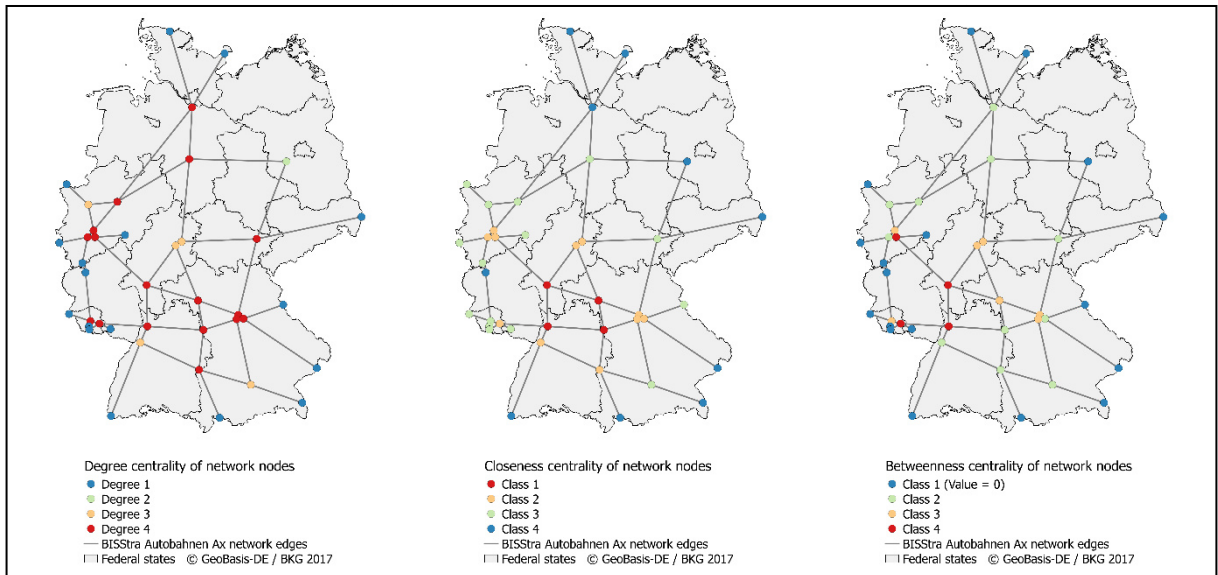 Degree centrality of network nodes
Degree 1
Degree 2
Degree 3
Degree 4
BISStra Autobahnen Ax network edges
Federal states © GeoBasis-DE / BKG 2017
Closeness centrality of network nodes
Class 1
Class 2
Class 3
Class 4
BISStra Autobahnen Ax network edges
Federal states © GeoBasis-DE / BKG 2017
Betweenness centrality of network nodes
Class 1 (Value = 0)
Class 2
Class 3
Class 4
BISStra Autobahnen Ax network edges
Federal states © GeoBasis-DE / BKG 2017